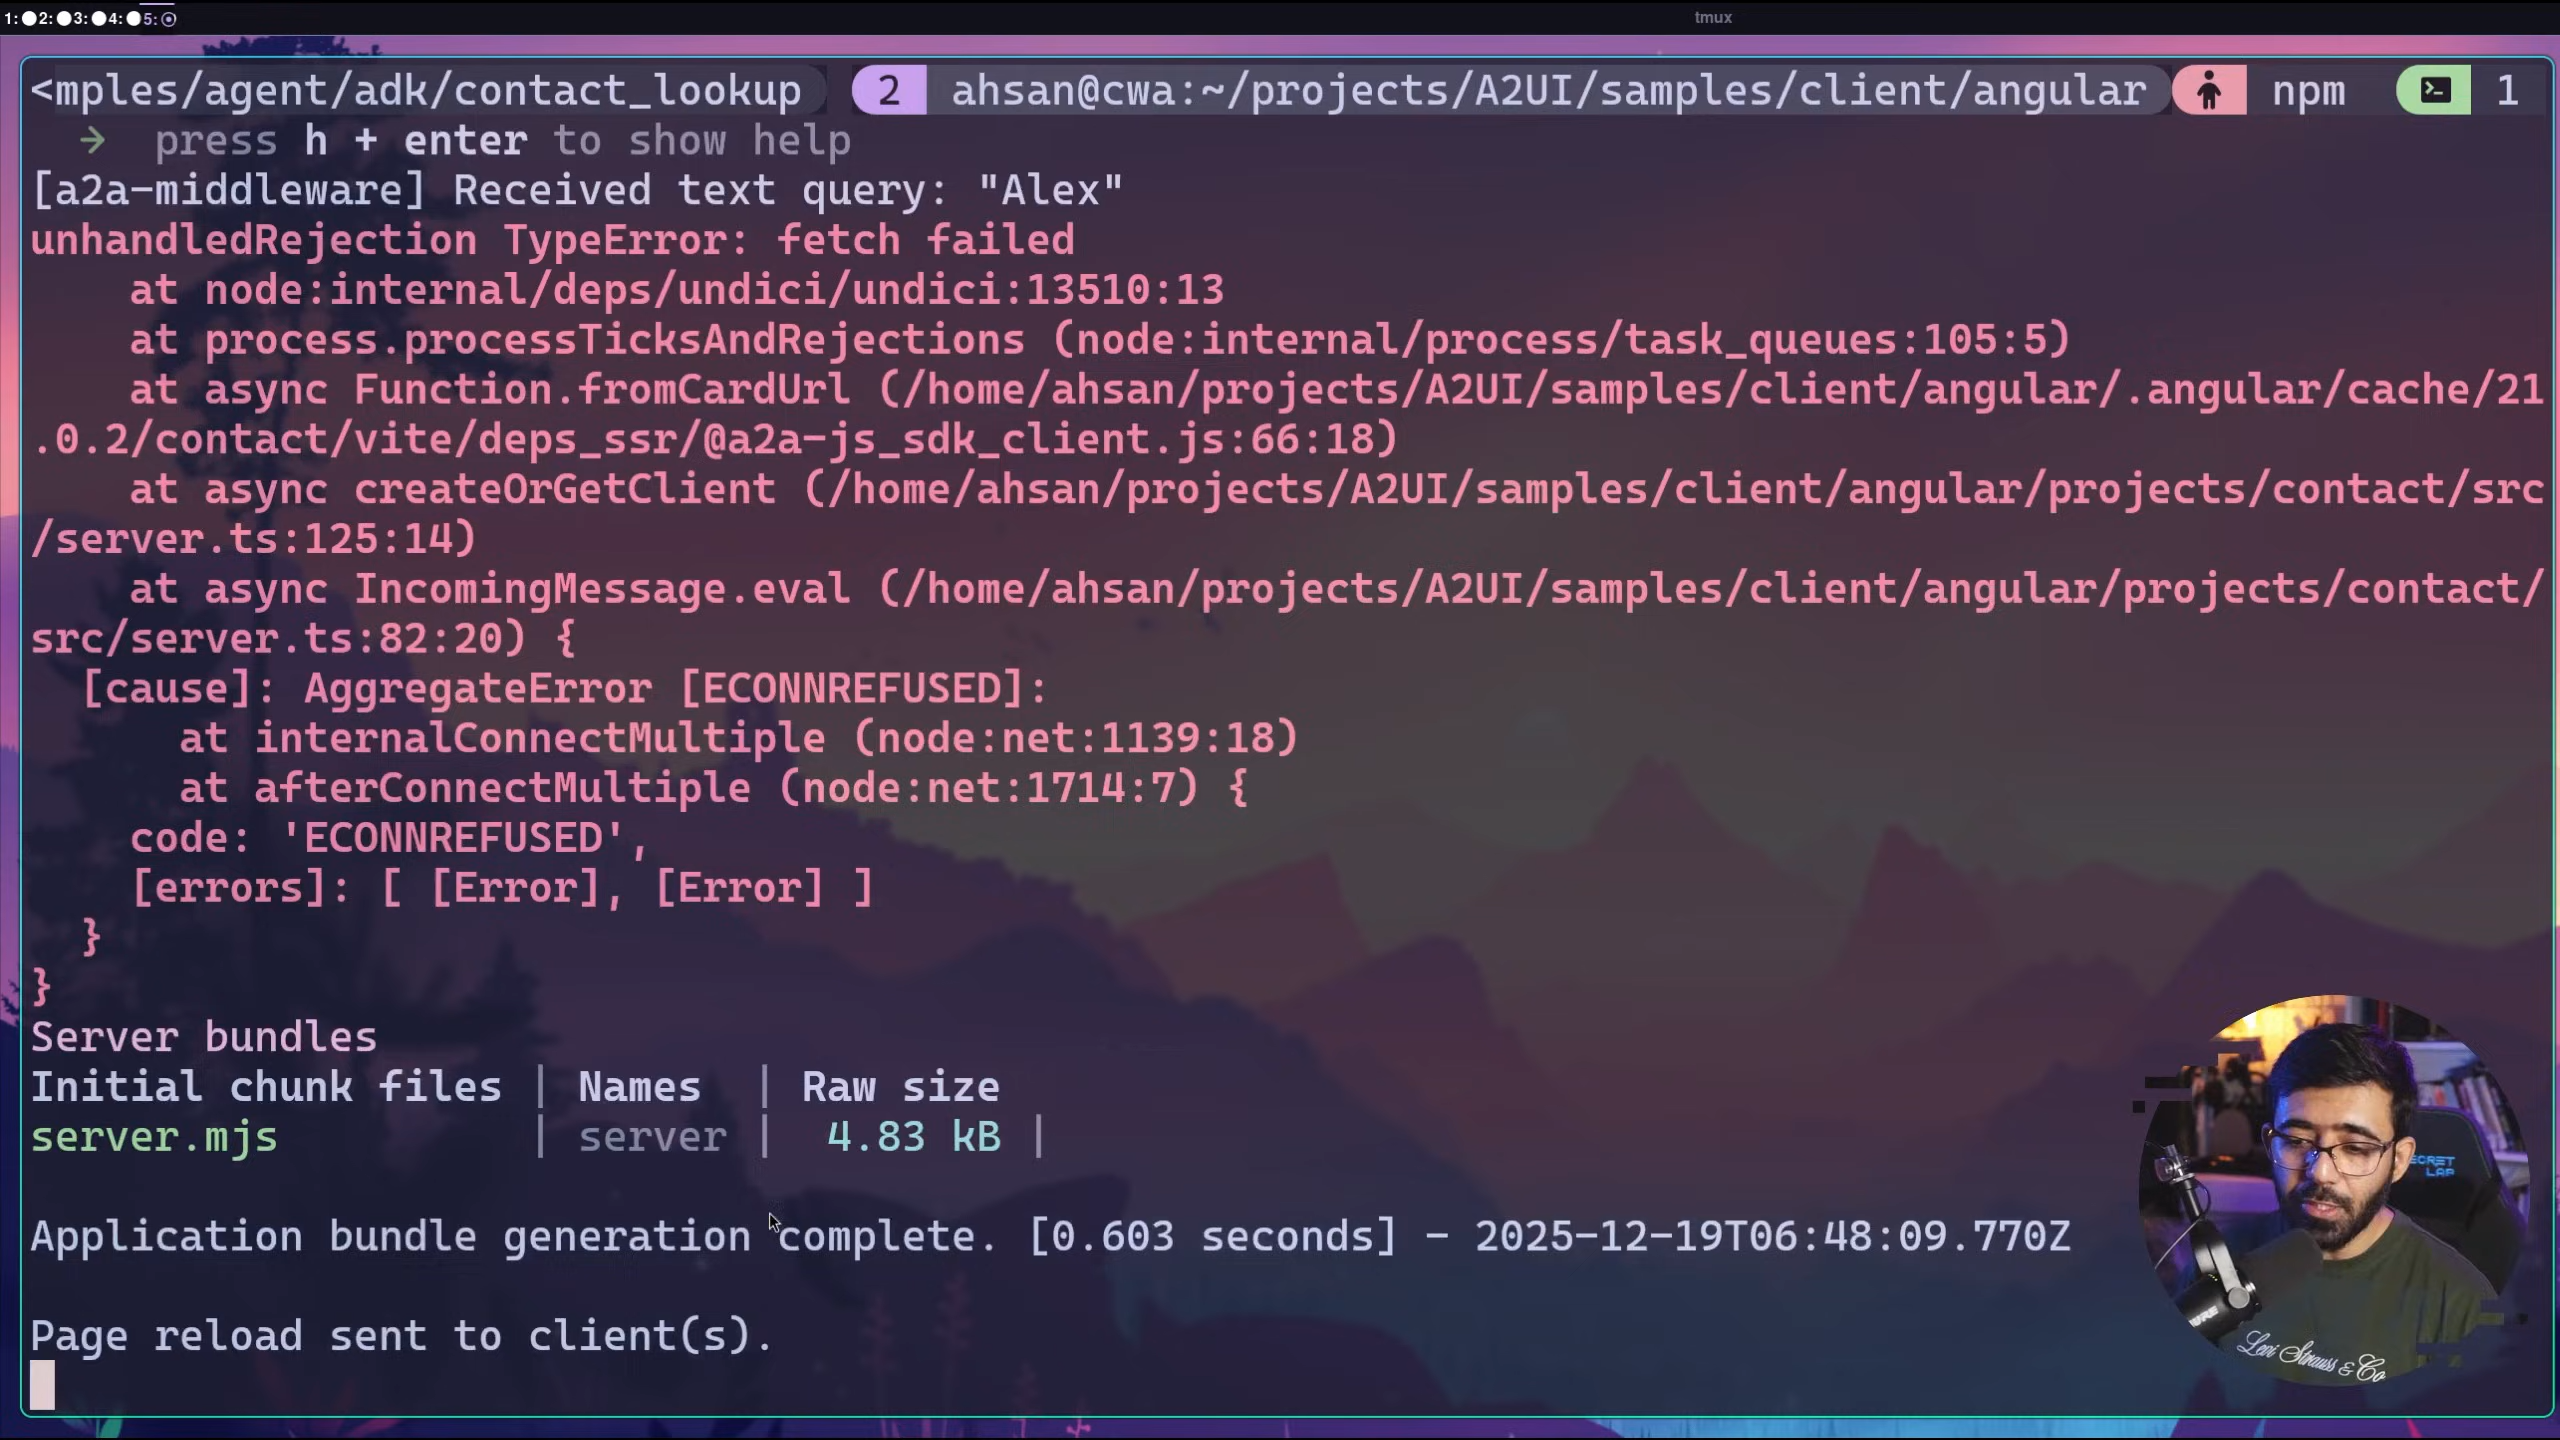 1: 2: 3: 4: 5:
tmux
<mples/agent/adk/contact_lookup 2 ahsan@cwa:~/projects/A2UI/samples/client/angular npm 1
→ press h + enter to show help
[a2a-middleware] Received text query: "Alex"
unhandledRejection TypeError: fetch failed
at node:internal/deps/undici/undici:13510:13
at process.processTicksAndRejections (node:internal/process/task_queues:105:5)
at async Function.fromCardUrl (/home/ahsan/projects/A2UI/samples/client/angular/.angular/cache/21
.0.2/contact/vite/deps_ssr/@a2a-js_sdk_client.js:66:18)
at async createOrGetClient (/home/ahsan/projects/A2UI/samples/client/angular/projects/contact/src
/server.ts:125:14)
at async IncomingMessage.eval (/home/ahsan/projects/A2UI/samples/client/angular/projects/contact/
src/server.ts:82:20) {
[cause]: AggregateError [ECONNREFUSED]:
at internalConnectMultiple (node:net:1139:18)
at afterConnectMultiple (node:net:1714:7) {
code: 'ECONNREFUSED',
[errors]: [ [Error], [Error] ]
}
}
Server bundles
Initial chunk files | Names | Raw size
server.mjs | server | 4.83 kB |
Application bundle generation complete. [0.603 seconds] - 2025-12-19T06:48:09.770Z
Page reload sent to client(s).
SECRET
LAB
SHURE
Levi Strauss & Co